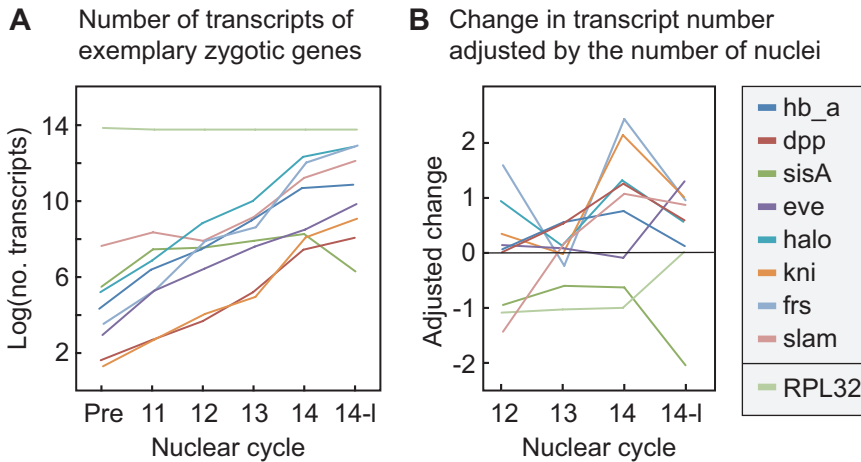 A Number of transcripts of
exemplary zygotic genes
Log(no. transcripts)
14
10
6
2
Pre 11 12 13 14 14-l
Nuclear cycle
B Change in transcript number
adjusted by the number of nuclei
Adjusted change
2
1
0
-1
-2
12 13 14 14-l
Nuclear cycle
hb_a
dpp
sisA
eve
halo
kni
frs
slam
RPL32